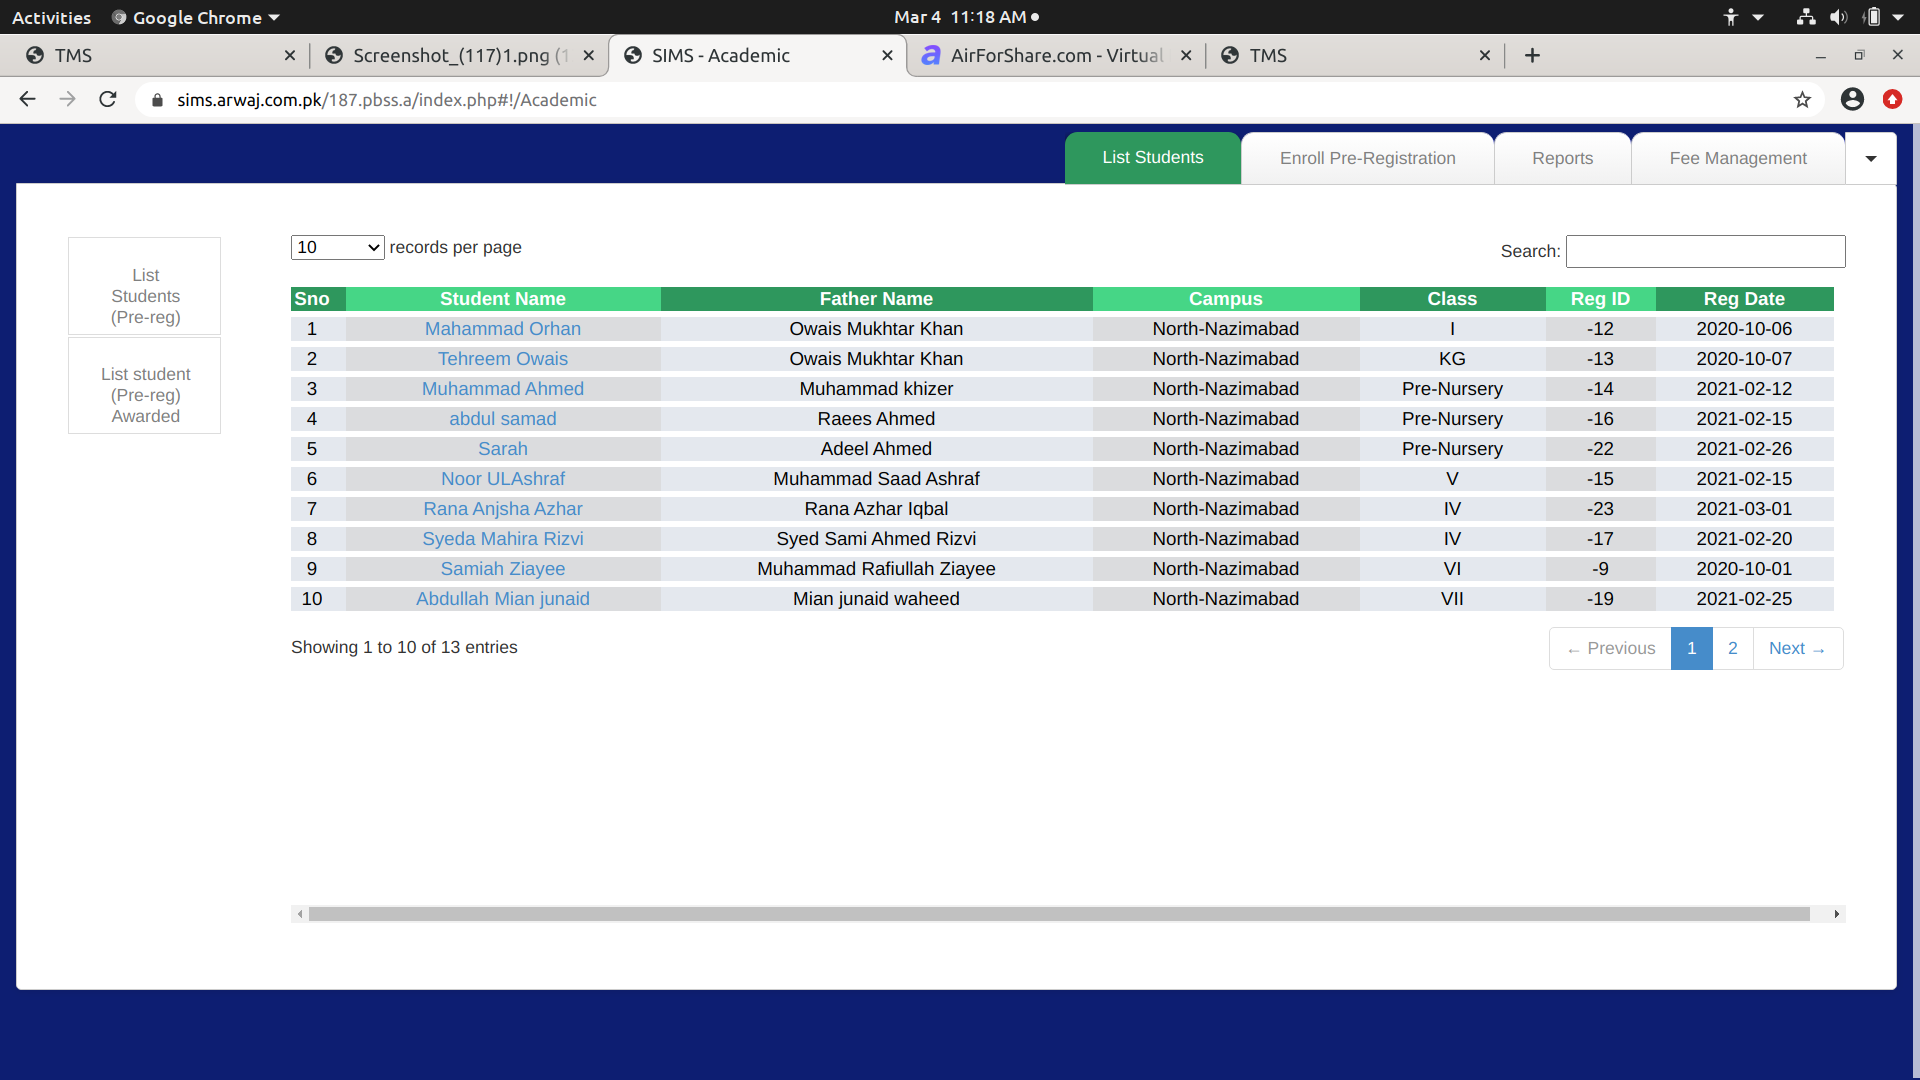 Activities Google Chrome Mar 4 11:18 AM
TMS Screenshot_(117)1.png (1 SIMS - Academic AirForShare.com - Virtual TMS
sims.arwaj.com.pk/187.pbss.a/index.php#!/Academic
List Students Enroll Pre-Registration Reports Fee Management
List
Students
(Pre-reg)
List student
(Pre-reg)
Awarded
10 records per page Search:
Sno Student Name Father Name Campus Class Reg ID Reg Date
1 Mahammad Orhan Owais Mukhtar Khan North-Nazimabad I -12 2020-10-06
2 Tehreem Owais Owais Mukhtar Khan North-Nazimabad KG -13 2020-10-07
3 Muhammad Ahmed Muhammad khizer North-Nazimabad Pre-Nursery -14 2021-02-12
4 abdul samad Raees Ahmed North-Nazimabad Pre-Nursery -16 2021-02-15
5 Sarah Adeel Ahmed North-Nazimabad Pre-Nursery -22 2021-02-26
6 Noor ULAshraf Muhammad Saad Ashraf North-Nazimabad V -15 2021-02-15
7 Rana Anjsha Azhar Rana Azhar Iqbal North-Nazimabad IV -23 2021-03-01
8 Syeda Mahira Rizvi Syed Sami Ahmed Rizvi North-Nazimabad IV -17 2021-02-20
9 Samiah Ziayee Muhammad Rafiullah Ziayee North-Nazimabad VI -9 2020-10-01
10 Abdullah Mian junaid Mian junaid waheed North-Nazimabad VII -19 2021-02-25
Showing 1 to 10 of 13 entries ← Previous 1 2 Next →